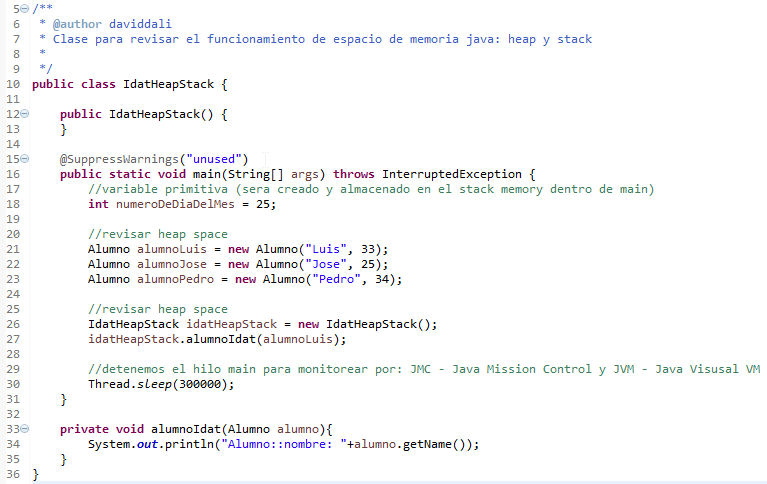 5 /**
6  * @author daviddali
7  * Clase para revisar el funcionamiento de espacio de memoria java: heap y stack
8  *
9  */
10 public class IdatHeapStack {
11
12     public IdatHeapStack() {
13     }
14
15     @SuppressWarnings("unused")
16     public static void main(String[] args) throws InterruptedException {
17         //variable primitiva (sera creado y almacenado en el stack memory dentro de main)
18         int numeroDeDiaDelMes = 25;
19
20         //revisar heap space
21         Alumno alumnoLuis = new Alumno("Luis", 33);
22         Alumno alumnoJose = new Alumno("Jose", 25);
23         Alumno alumnoPedro = new Alumno("Pedro", 34);
24
25         //revisar heap space
26         IdatHeapStack idatHeapStack = new IdatHeapStack();
27         idatHeapStack.alumnoIdat(alumnoLuis);
28
29         //detenemos el hilo main para monitorear por: JMC - Java Mission Control y JVM - Java Visusal VM
30         Thread.sleep(300000);
31     }
32
33     private void alumnoIdat(Alumno alumno){
34         System.out.println("Alumno::nombre: "+alumno.getName());
35     }
36 }